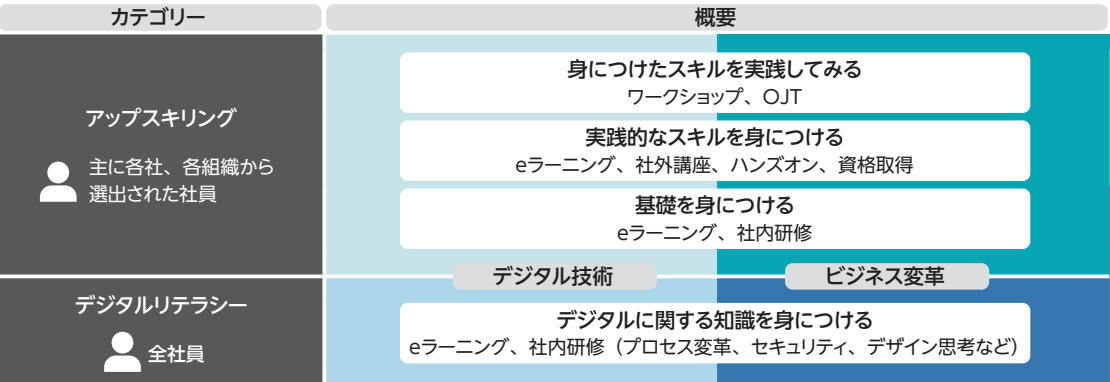 カテゴリー
概要
アップスキリング
主に各社、各組織から
選出された社員
身につけたスキルを実践してみる
ワークショップ、OJT
実践的なスキルを身につける
eラーニング、社外講座、ハンズオン、資格取得
基礎を身につける
eラーニング、社内研修
デジタル技術
ビジネス変革
デジタルリテラシー
全社員
デジタルに関する知識を身につける
eラーニング、社内研修（プロセス変革、セキュリティ、デザイン思考など）